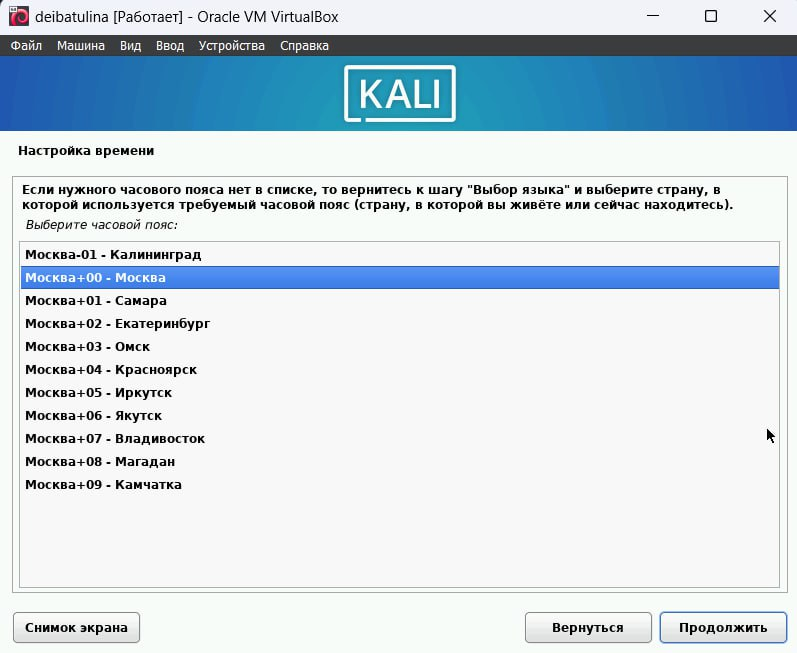 deibatulina [Работает] - Oracle VM VirtualBox
Файл Машина Вид Ввод Устройства Справка
KALI
Настройка времени
Если нужного часового пояса нет в списке, то вернитесь к шагу "Выбор языка" и выберите страну, в
которой используется требуемый часовой пояс (страну, в которой вы живёте или сейчас находитесь).
Выберите часовой пояс:
Москва-01 - Калининград
Москва+00 - Москва
Москва+01 - Самара
Москва+02 - Екатеринбург
Москва+03 - Омск
Москва+04 - Красноярск
Москва+05 - Иркутск
Москва+06 - Якутск
Москва+07 - Владивосток
Москва+08 - Магадан
Москва+09 - Камчатка
Снимок экрана Вернуться Продолжить